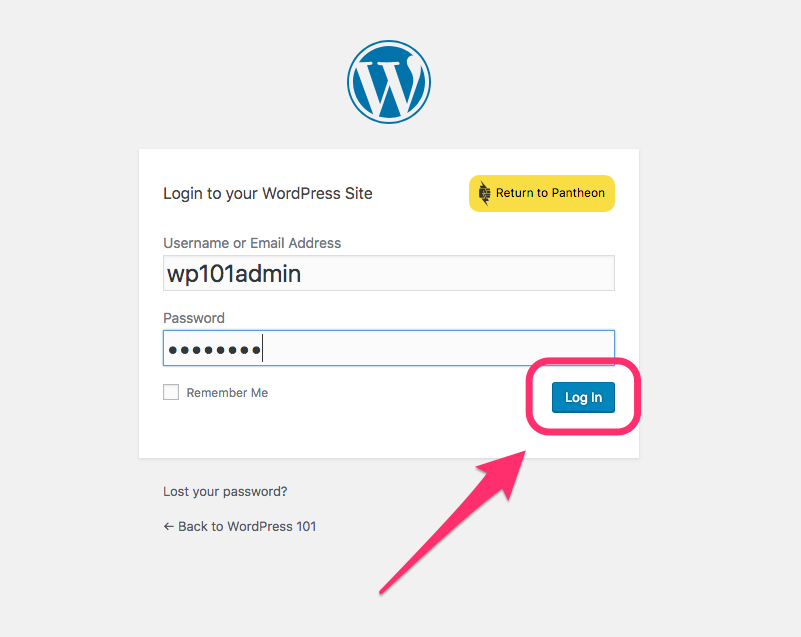 Login to your WordPress Site
Return to Pantheon
Username or Email Address
wp101admin
Password
••••••••
Remember Me
Log In
Lost your password?
← Back to WordPress 101